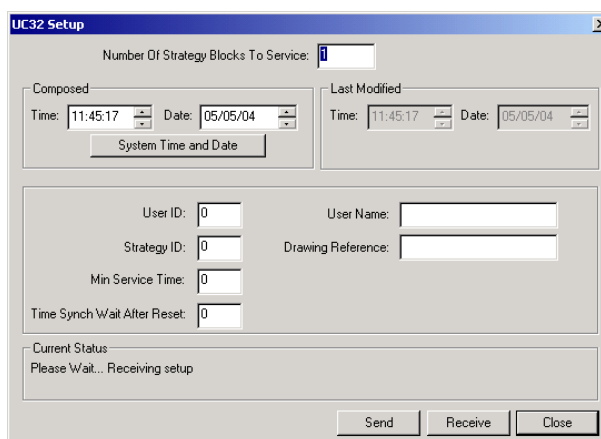 UC32 Setup
Number Of Strategy Blocks To Service: 1
Composed
Last Modified
Time: 11:45:17 Date: 05/05/04
Time: 11:45:17 Date: 05/05/04
System Time and Date
User ID: 0 User Name:
Strategy ID: 0 Drawing Reference:
Min Service Time: 0
Time Synch Wait After Reset: 0
Current Status
Please Wait... Receiving setup
Send Receive Close